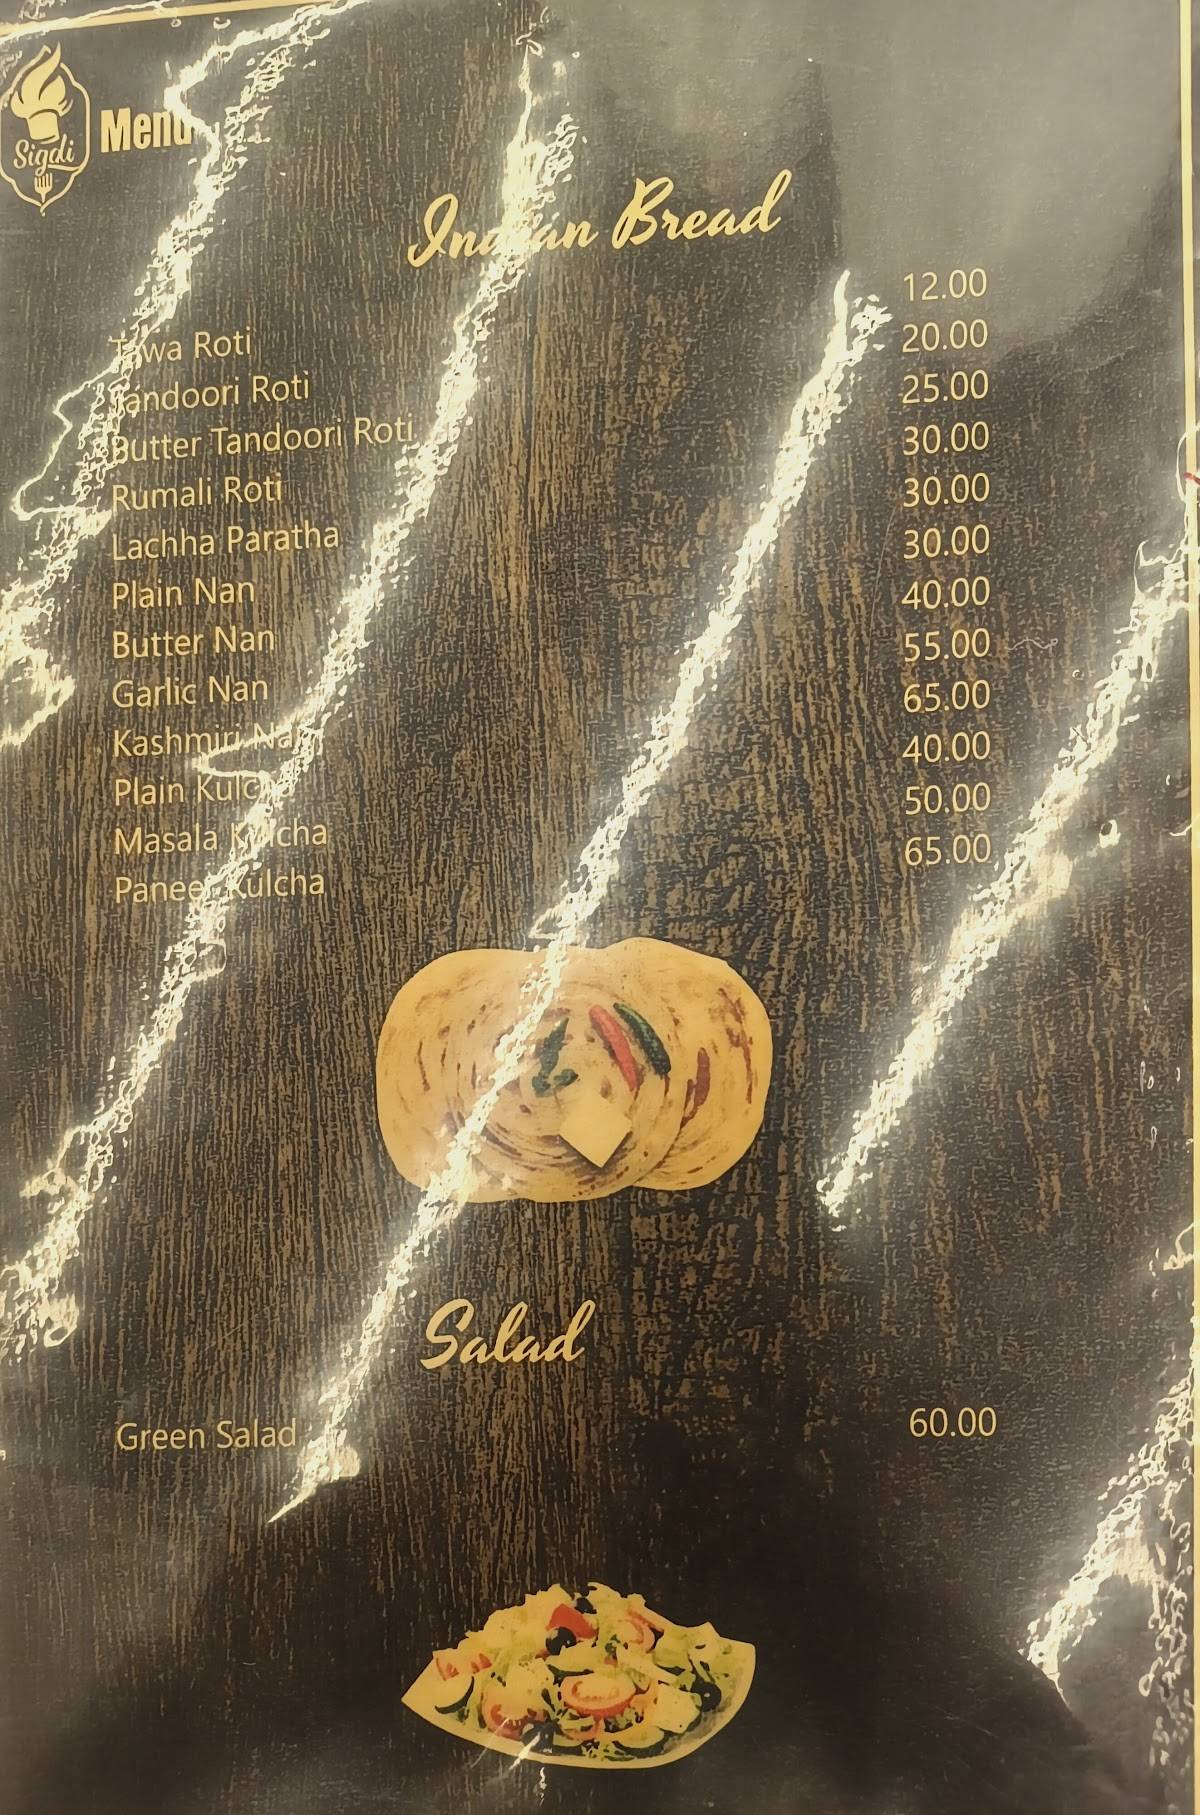 Sigdi
Menu
Indian Bread
Tawa Roti 12.00
Tandoori Roti 20.00
Butter Tandoori Roti 25.00
Rumali Roti 30.00
Lachha Paratha 30.00
Plain Nan 30.00
Butter Nan 40.00
Garlic Nan 55.00
Kashmiri Nan 65.00
Plain Kulcha 40.00
Masala Kulcha 50.00
Paneer Kulcha 65.00
Salad
Green Salad 60.00